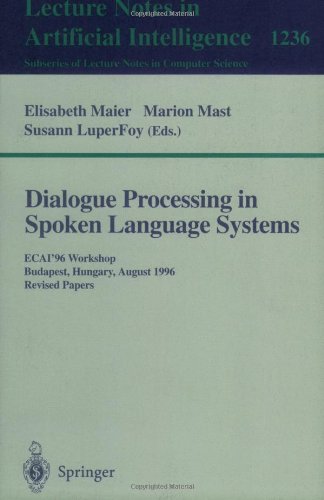 Lecture Notes in
Artificial Intelligence 1236
Subseries of Lecture Notes in Computer Science
Elisabeth Maier Marion Mast
Susann LuperFoy (Eds.)
Dialogue Processing in
Spoken Language Systems
ECAI'96 Workshop
Budapest, Hungary, August 1996
Revised Papers
Springer